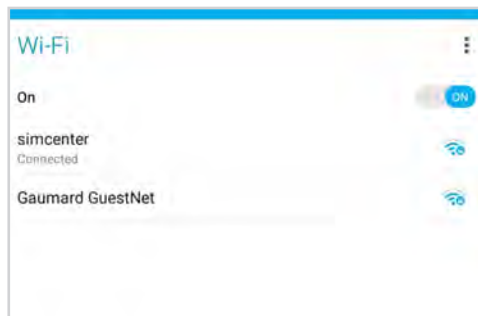 Wi-Fi
On
ON
simcenter
Connected
Gaumard GuestNet